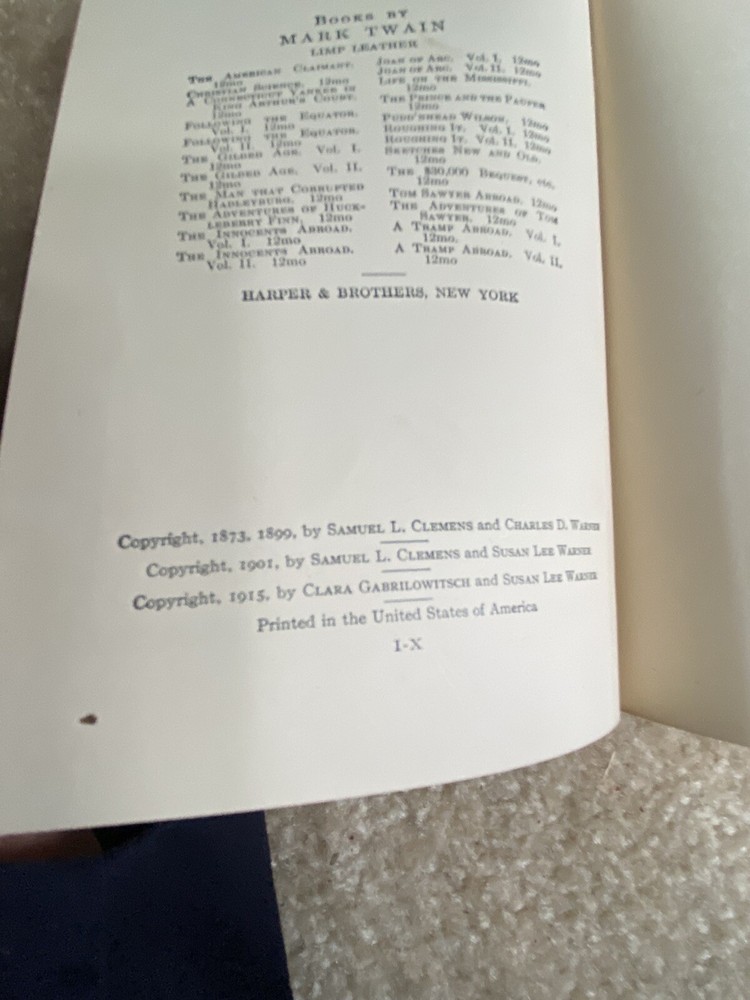 BOOKS BY
MARK TWAIN
LIMP LEATHER
THE AMERICAN CLAIMANT.
12mo
CHRISTIAN SCIENCE. 12mo
A CONNECTICUT YANKEE IN
KING ARTHUR'S COURT.
12mo
FOLLOWING THE EQUATOR.
Vol. I. 12mo
FOLLOWING THE EQUATOR.
Vol. II. 12mo
THE GILDED AGE. Vol. I.
12mo
THE GILDED AGE. Vol. II.
12mo
THE MAN THAT CORRUPTED
HADLEYBURG. 12mo
THE ADVENTURES OF HUCK-
LEBERRY FINN. 12mo
THE INNOCENTS ABROAD.
Vol. I. 12mo
THE INNOCENTS ABROAD.
Vol. II. 12mo
JOAN OF ARC. Vol. I. 12mo
JOAN OF ARC. Vol. II. 12mo
LIFE ON THE MISSISSIPPI.
12mo
THE PRINCE AND THE PAUPER
12mo
PUDD'NHEAD WILSON. 12mo
ROUGHING IT. Vol. I. 12mo
ROUGHING IT. Vol. II. 12mo
SKETCHES NEW AND OLD.
12mo
THE $30,000 BEQUEST, etc.
12mo
TOM SAWYER ABROAD. 12mo
THE ADVENTURES OF TOM
SAWYER. 12mo
A TRAMP ABROAD. Vol. I.
12mo.
A TRAMP ABROAD. Vol. II.
12mo
HARPER & BROTHERS, NEW YORK
Copyright, 1873, 1899, by SAMUEL L. CLEMENS and CHARLES D. WARNER
Copyright, 1901, by SAMUEL L. CLEMENS and SUSAN LEE WARNER
Copyright, 1915, by CLARA GABRILOWITSCH and SUSAN LEE WARNER
Printed in the United States of America
I-X